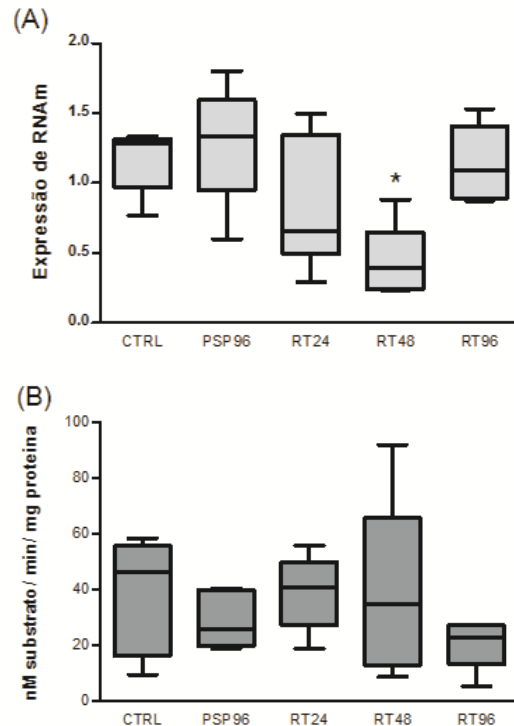 (A)
Expressão de RNAm
2.0
1.5
1.0
0.5
0.0
*
CTRL PSP96 RT24 RT48 RT96
(B)
nM substrato / min/ mg proteina
100
80
60
40
20
0
CTRL PSP96 RT24 RT48 RT96